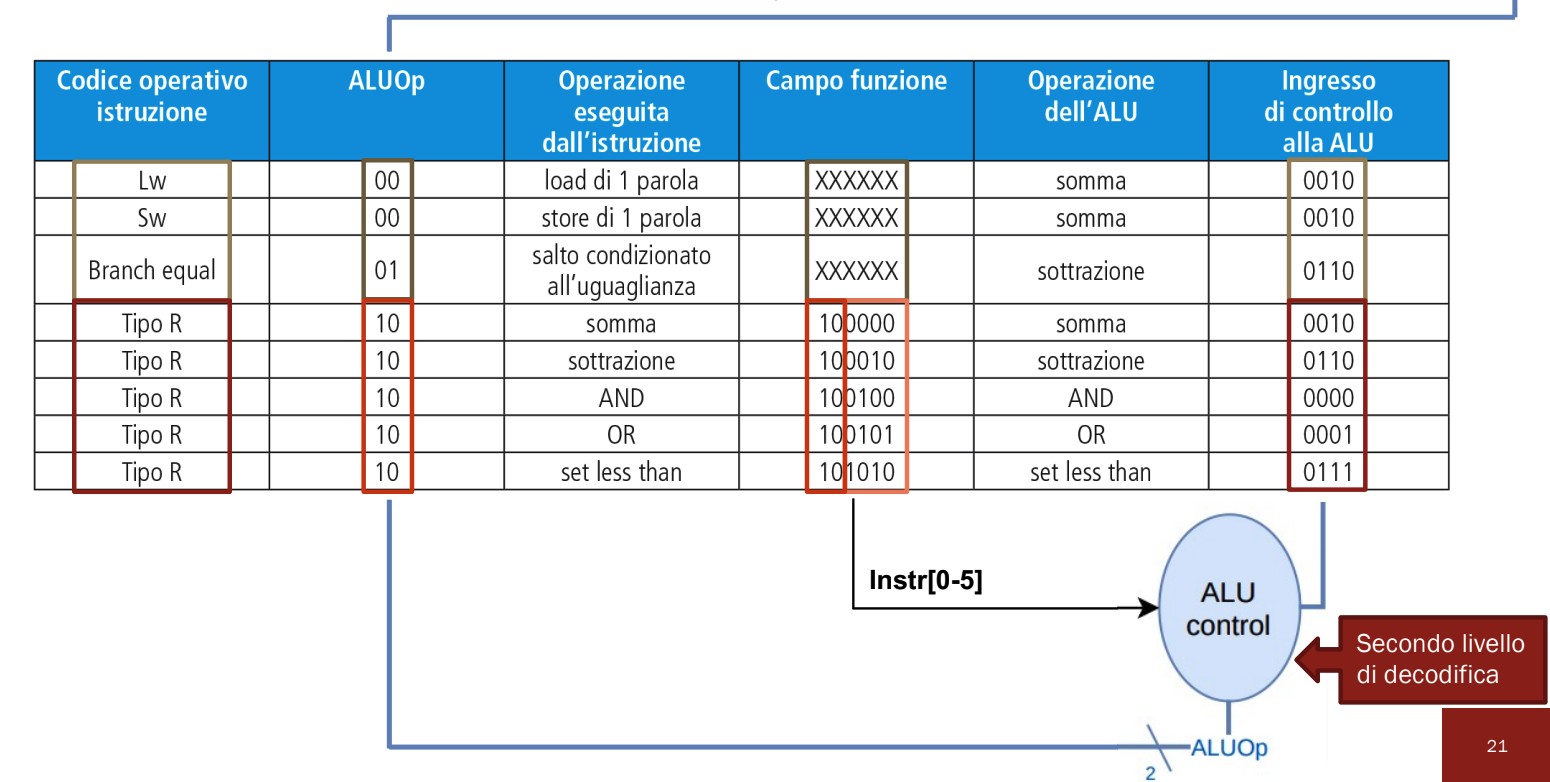 Codice operativo istruzione ALUOp Operazione eseguita dall'istruzione Campo funzione Operazione dell'ALU Ingresso di controllo alla ALU
Lw 00 load di 1 parola XXXXXX somma 0010
Sw 00 store di 1 parola XXXXXX somma 0010
Branch equal 01 salto condizionato all'uguaglianza XXXXXX sottrazione 0110
Tipo R 10 somma 100000 somma 0010
Tipo R 10 sottrazione 100010 sottrazione 0110
Tipo R 10 AND 100100 AND 0000
Tipo R 10 OR 100101 OR 0001
Tipo R 10 set less than 101010 set less than 0111
Instr[0-5]
ALU
control
Secondo livello
di decodifica
ALUOp
2
21